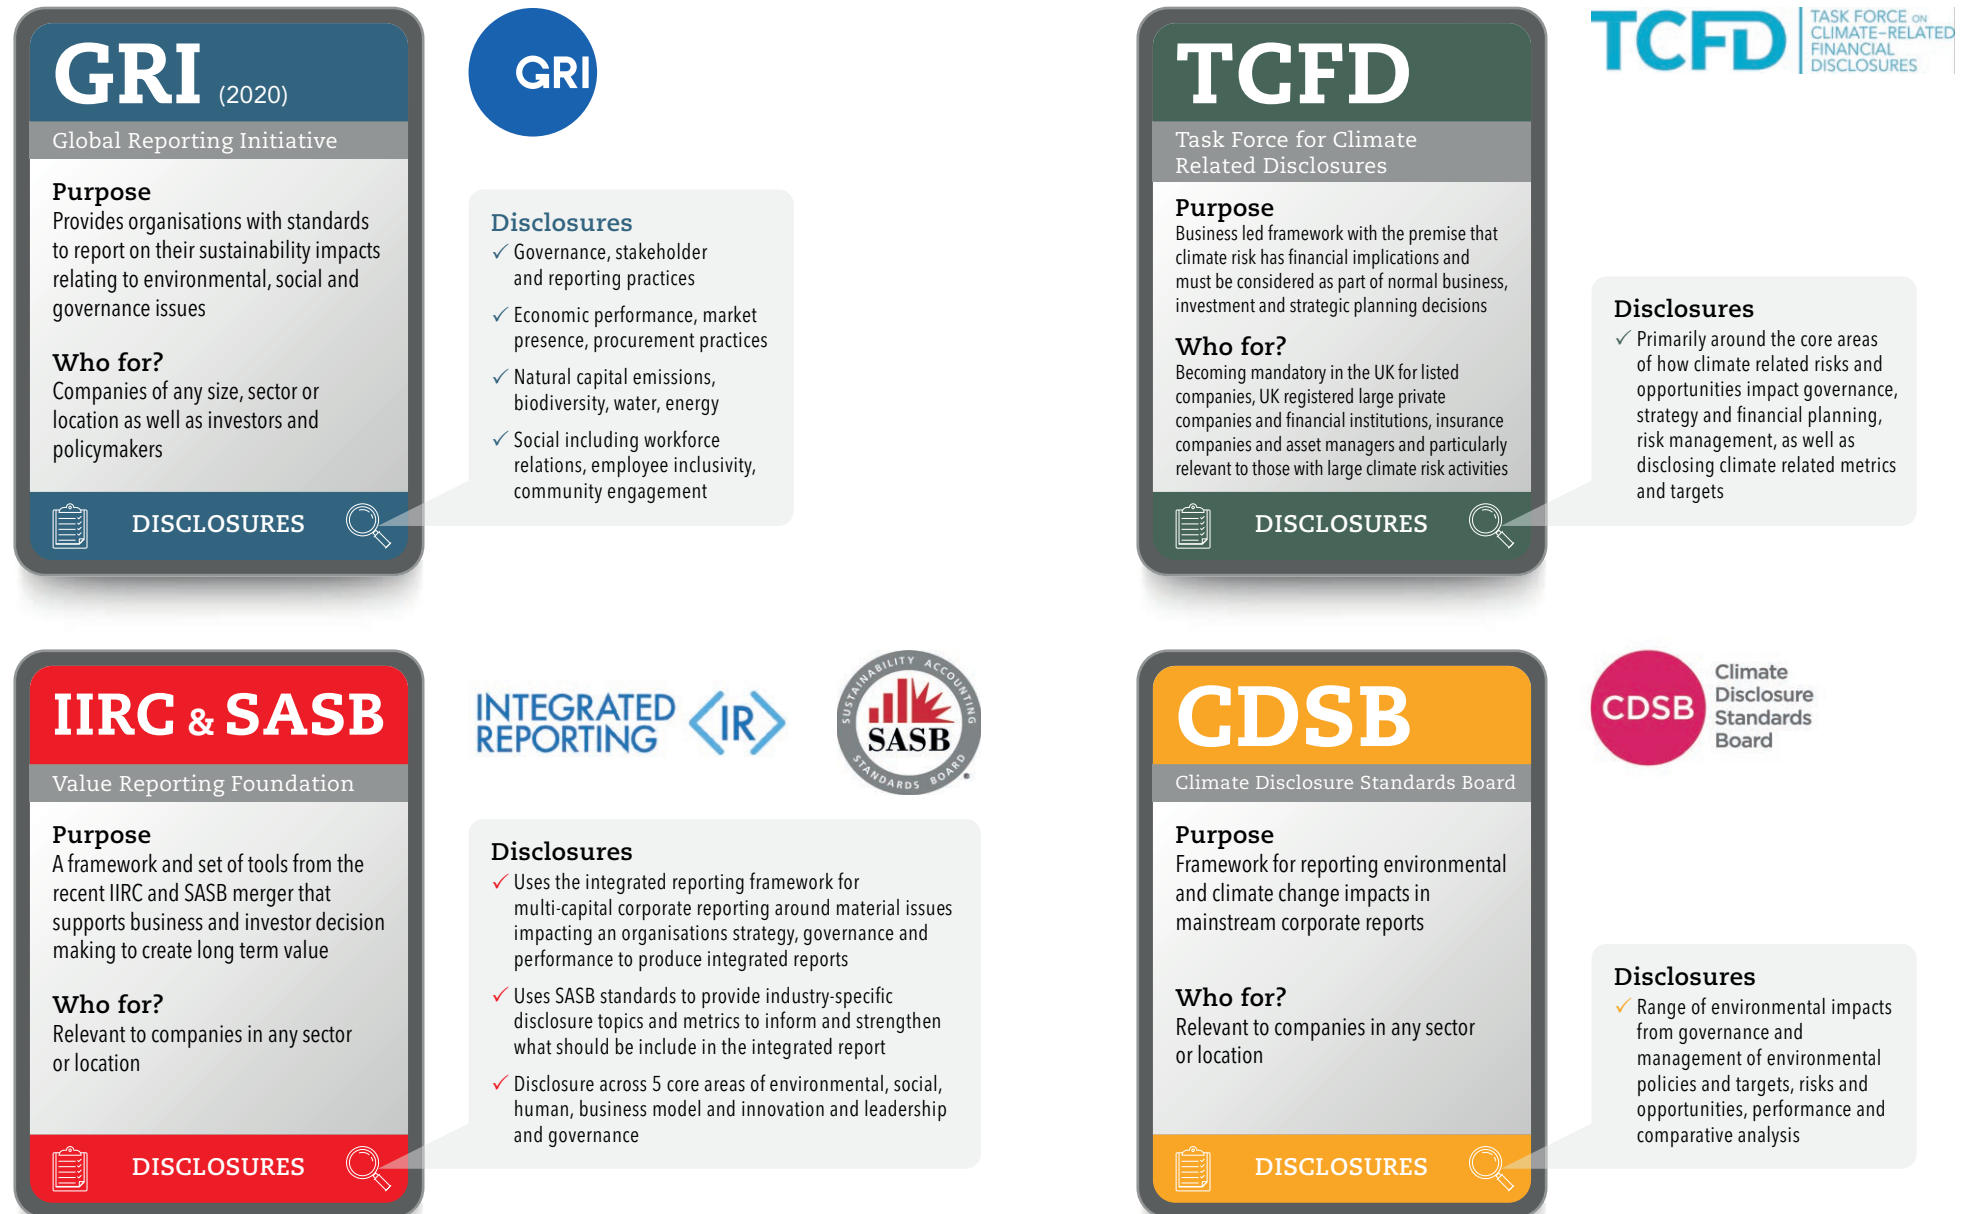 GRI (2020)
Global Reporting Initiative
Purpose
Provides organisations with standards
to report on their sustainability impacts
relating to environmental, social and
governance issues
Who for?
Companies of any size, sector or
location as well as investors and
policymakers
DISCLOSURES
GRI
Disclosures
✓ Governance, stakeholder
and reporting practices
✓ Economic performance, market
presence, procurement practices
✓ Natural capital emissions,
biodiversity, water, energy
✓ Social including workforce
relations, employee inclusivity,
community engagement
TCFD
Task Force for Climate
Related Disclosures
Purpose
Business led framework with the premise that
climate risk has financial implications and
must be considered as part of normal business,
investment and strategic planning decisions
Who for?
Becoming mandatory in the UK for listed
companies, UK registered large private
companies and financial institutions, insurance
companies and asset managers and particularly
relevant to those with large climate risk activities
DISCLOSURES
TCFD
TASK FORCE ON
CLIMATE-RELATED
FINANCIAL
DISCLOSURES
Disclosures
✓ Primarily around the core areas
of how climate related risks and
opportunities impact governance,
strategy and financial planning,
risk management, as well as
disclosing climate related metrics
and targets
IIRC & SASB
Value Reporting Foundation
Purpose
A framework and set of tools from the
recent IIRC and SASB merger that
supports business and investor decision
making to create long term value
Who for?
Relevant to companies in any sector
or location
DISCLOSURES
INTEGRATED
REPORTING
<IR>
SUSTAINABILITY ACCOUNTING
SASB
STANDARDS BOARD
Disclosures
✓ Uses the integrated reporting framework for
multi-capital corporate reporting around material issues
impacting an organisations strategy, governance and
performance to produce integrated reports
✓ Uses SASB standards to provide industry-specific
disclosure topics and metrics to inform and strengthen
what should be include in the integrated report
✓ Disclosure across 5 core areas of environmental, social,
human, business model and innovation and leadership
and governance
CDSB
Climate Disclosure Standards Board
Purpose
Framework for reporting environmental
and climate change impacts in
mainstream corporate reports
Who for?
Relevant to companies in any sector
or location
DISCLOSURES
CDSB
Climate
Disclosure
Standards
Board
Disclosures
✓ Range of environmental impacts
from governance and
management of environmental
policies and targets, risks and
opportunities, performance and
comparative analysis